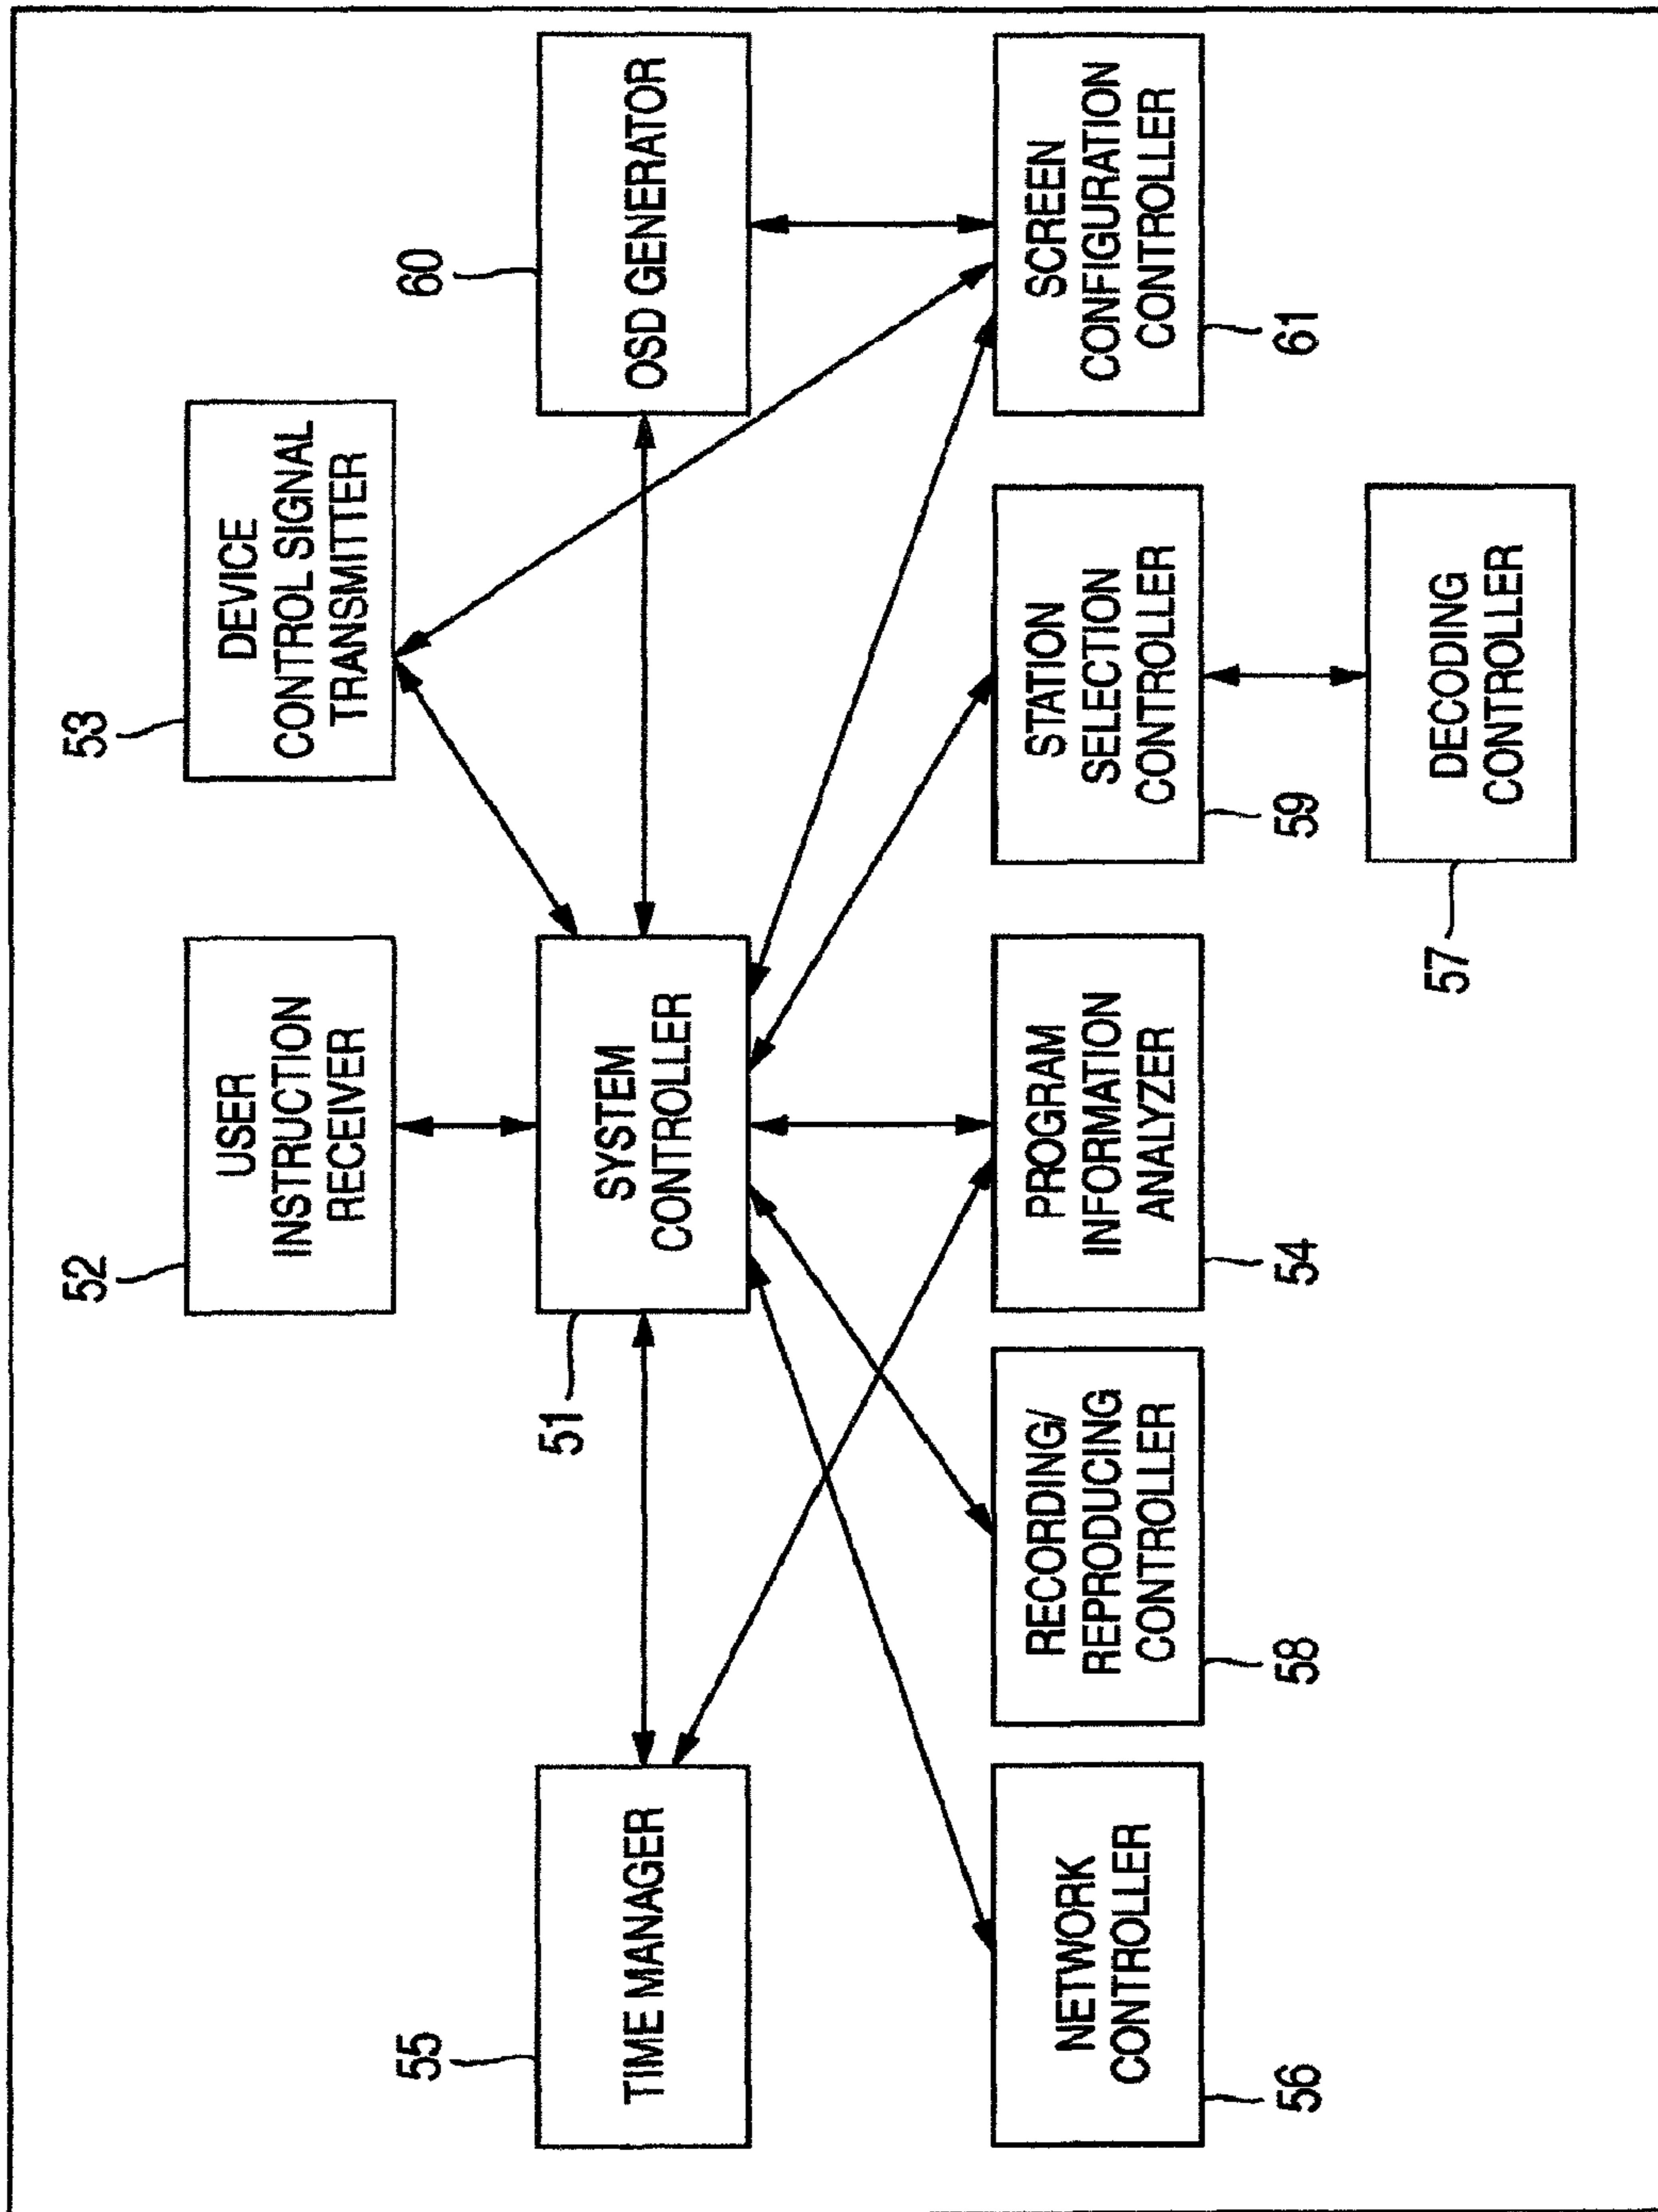 52
USER
INSTRUCTION
RECEIVER
53
DEVICE
CONTROL SIGNAL
TRANSMITTER
55
TIME MANAGER
51
SYSTEM
CONTROLLER
60
OSD GENERATOR
NETWORK
CONTROLLER
56
RECORDING/
REPRODUCING
CONTROLLER
58
PROGRAM
INFORMATION
ANALYZER
54
STATION
SELECTION
CONTROLLER
59
SCREEN
CONFIGURATION
CONTROLLER
61
57
DECODING
CONTROLLER